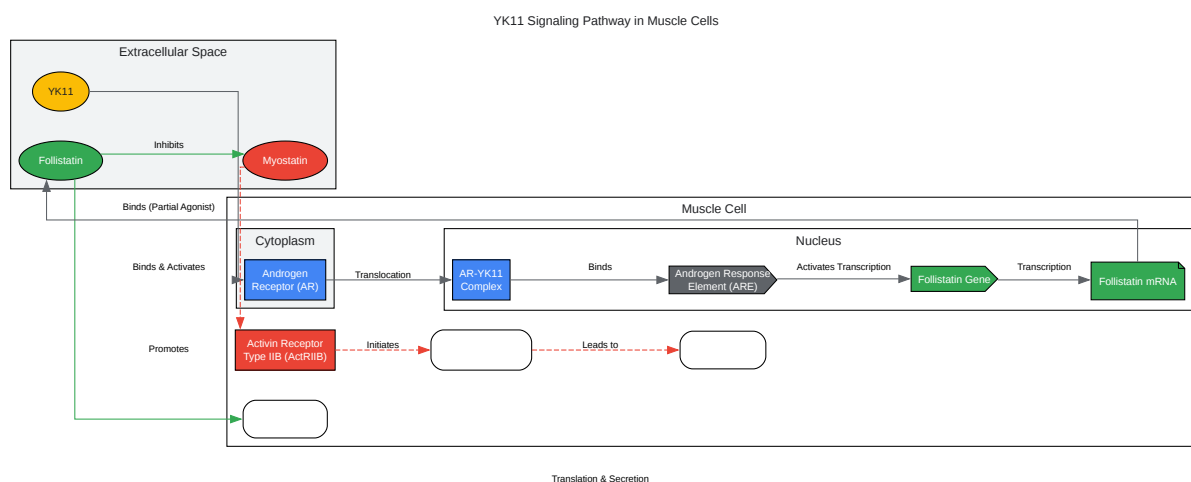 YK11 Signaling Pathway in Muscle Cells
Extracellular Space
YK11
Follistatin
Inhibits
Myostatin
Binds (Partial Agonist)
Muscle Cell
Cytoplasm
Nucleus
Binds & Activates
Androgen
Receptor (AR)
Translocation
AR-YK11
Complex
Binds
Androgen Response
Element (ARE)
Activates Transcription
Follistatin Gene
Transcription
Follistatin mRNA
Promotes
Activin Receptor
Type IIB (ActRIIB)
Initiates
Leads to
Translation & Secretion